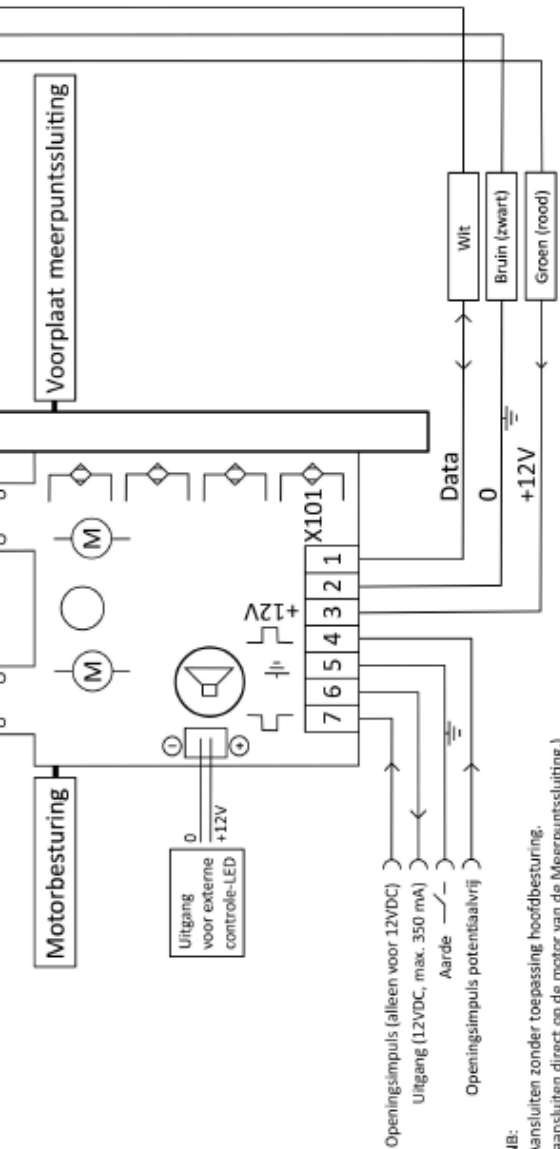 Voorplaat meerpuntssluiting
Motorbesturing
M
M
X101
+12V
7 6 5 4 3 2 1
Uitgang
voor externe
controle-LED
0
+12V
Openingsimpuls (alleen voor 12VDC)
Uitgang (12VDC, max. 350 mA)
Aarde
Openingsimpuls potentiaalvrij
Data
0
+12V
Wit
Bruin (zwart)
Groen (rood)
NB:
Aansluiten zonder toepassing hoofdbesturing.
aansluiten direct op de motor van de Meerpuntssluiting.)